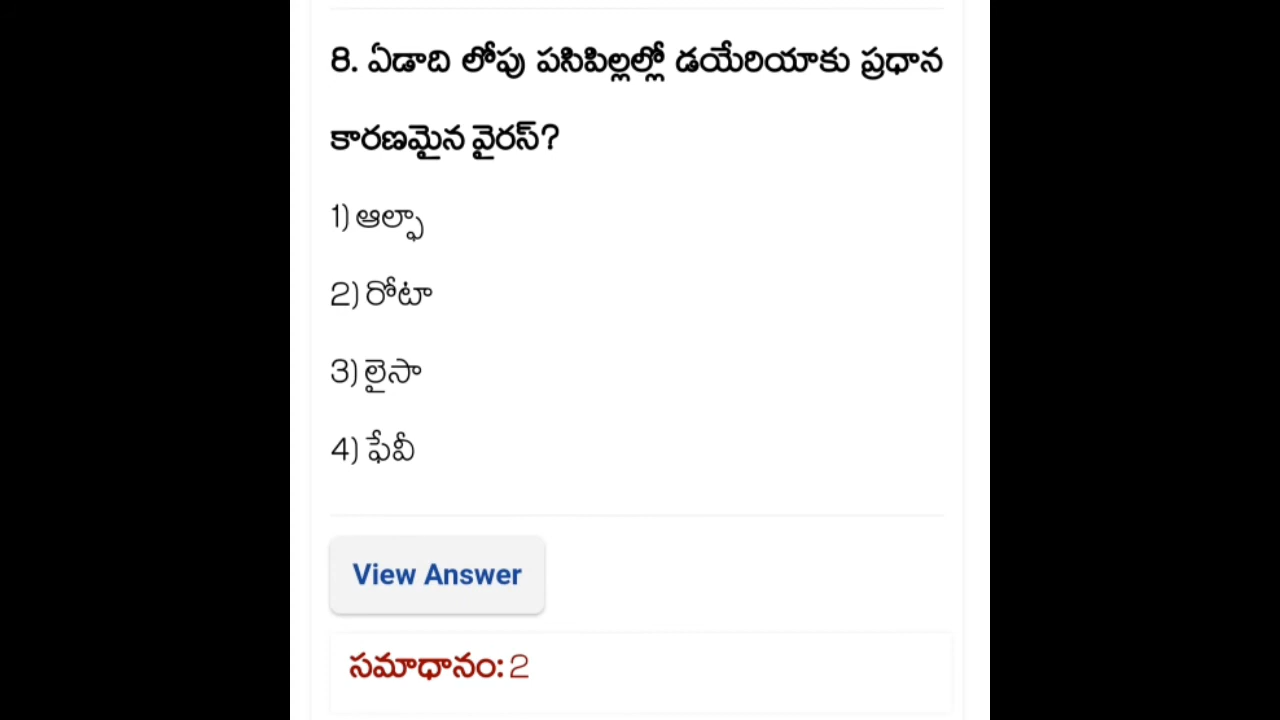 8. ఏడాది లోపు పసిపిల్లల్లో డయేరియాకు ప్రధాన
కారణమైన వైరస్?
1) ఆల్ఫా
2) రోటా
3) లైసా
4) ఫేవీ
View Answer
సమాధానం: 2